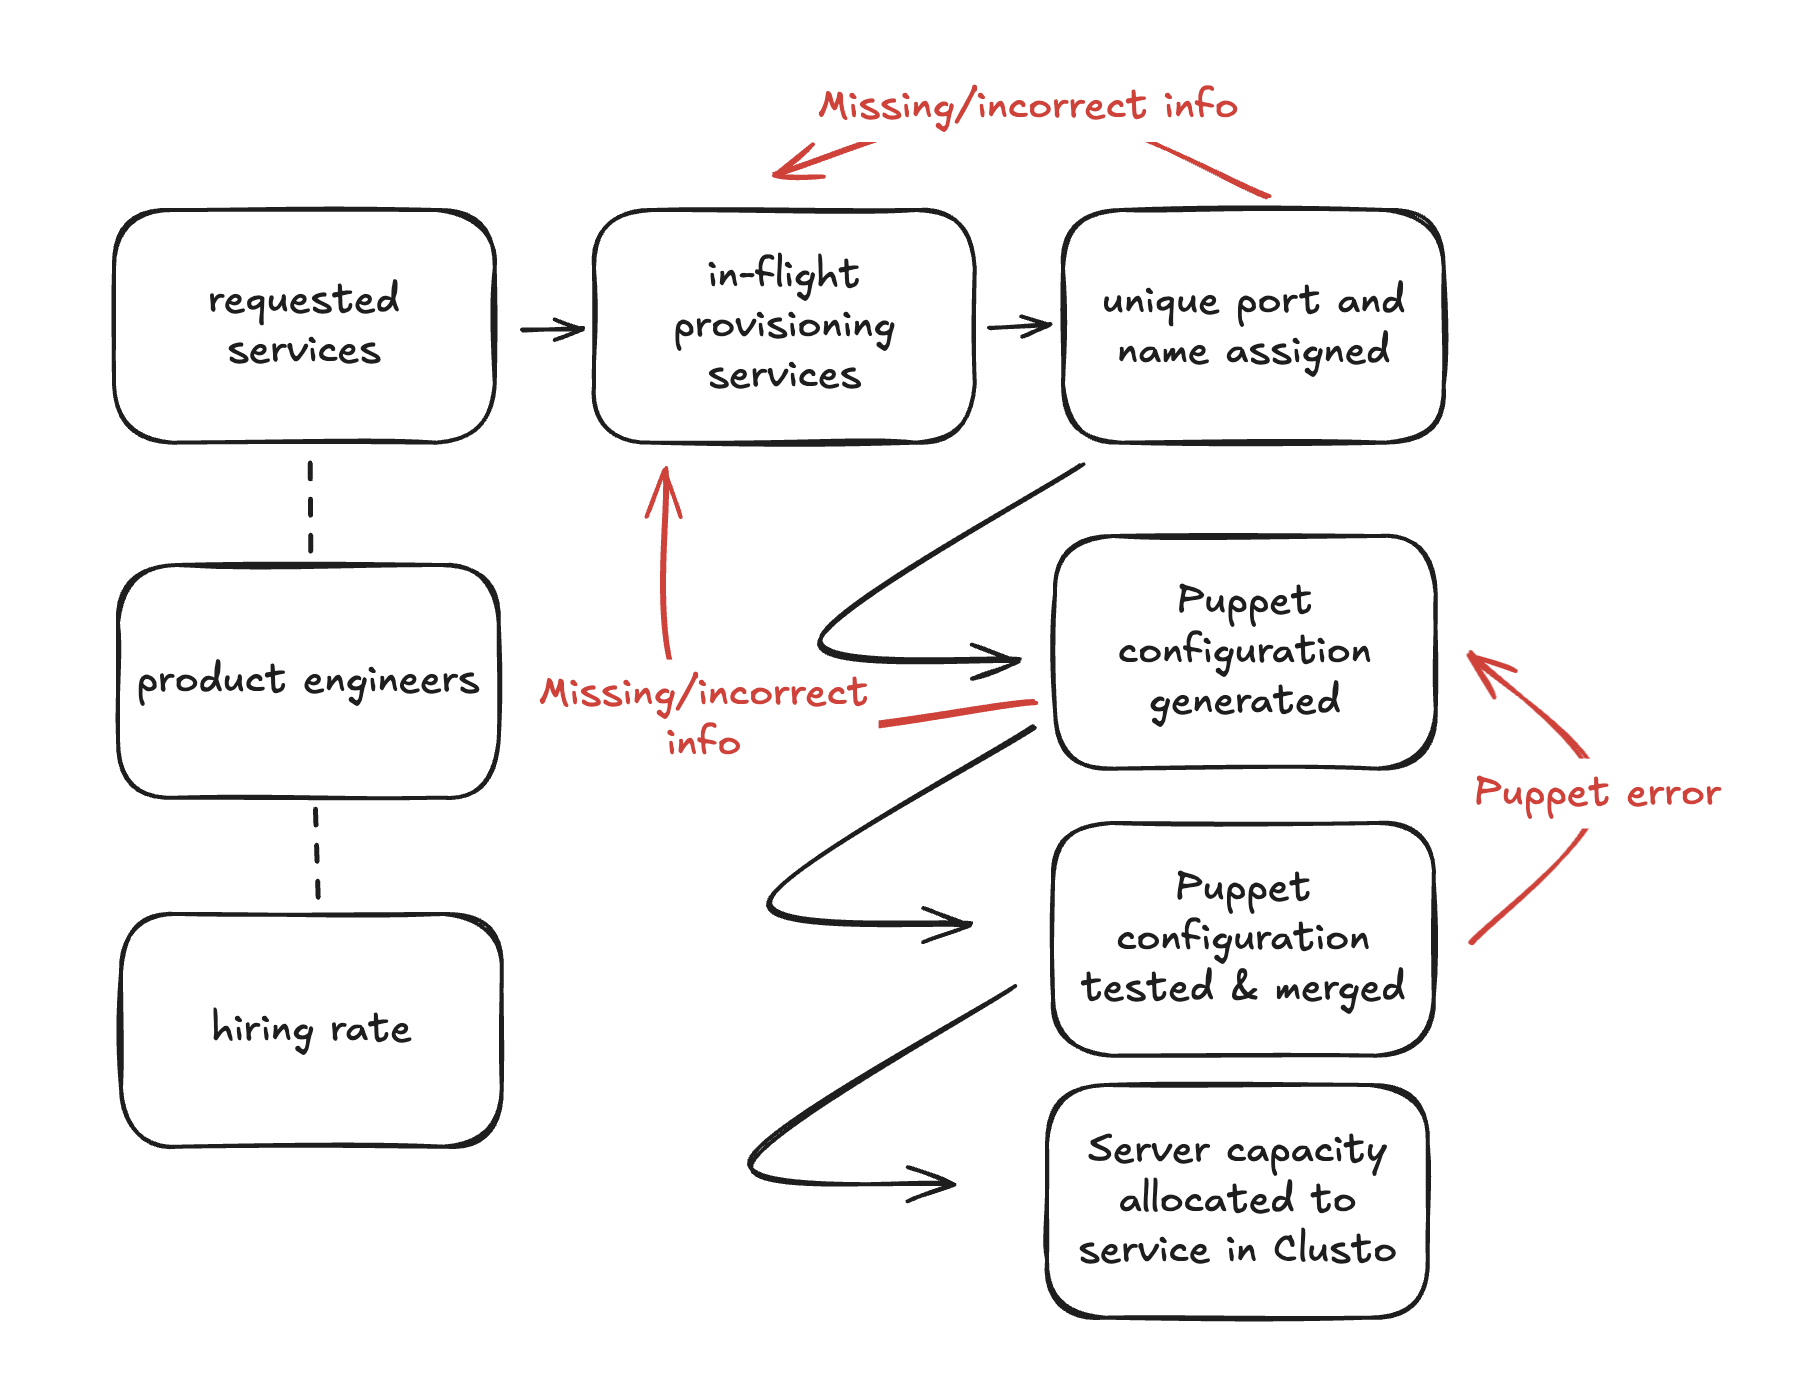 Missing/incorrect info
requested
services
in-flight
provisioning
services
unique port and
name assigned
product engineers
Missing/incorrect
info
Puppet
configuration
generated
Puppet error
Puppet
configuration
tested & merged
hiring rate
Server capacity
allocated to
service in Clusto